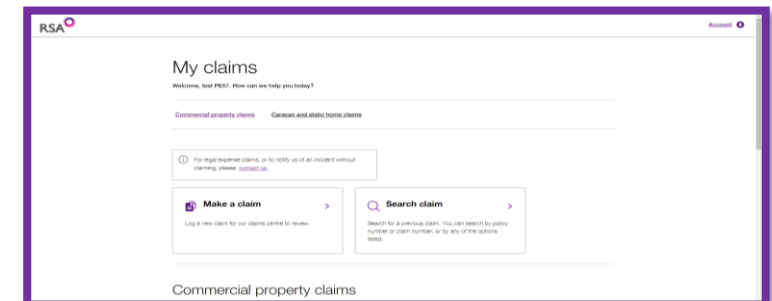 RSA
Account
My claims
Welcome, test PE57. How can we help you today?
Commercial property claims Caravan and static home claims
For legal expense claims, or to notify us of an incident without
claiming, please contact us.
Make a claim
Log a new claim for our claims centre to review.
Search claim
Search for a previous claim. You can search by policy
number or claim number, or by any of the options
listed.
Commercial property claims